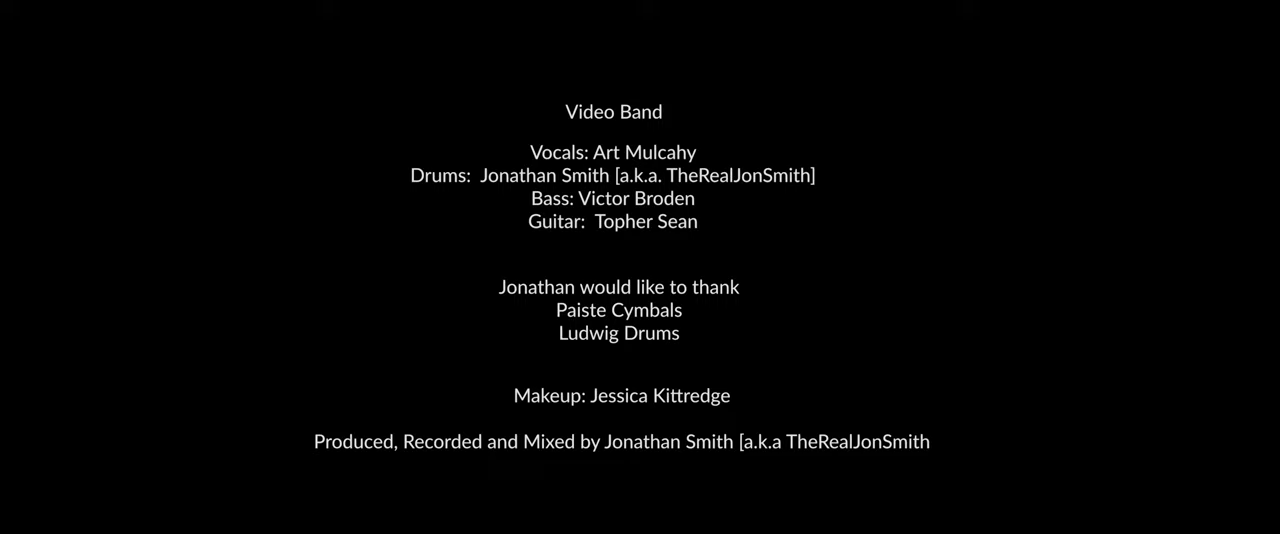 Video Band
Vocals: Art Mulcahy
Drums:  Jonathan Smith [a.k.a. TheRealJonSmith]
Bass: Victor Broden
Guitar:  Topher Sean
Jonathan would like to thank
Paiste Cymbals
Ludwig Drums
Makeup: Jessica Kittredge
Produced, Recorded and Mixed by Jonathan Smith [a.k.a TheRealJonSmith